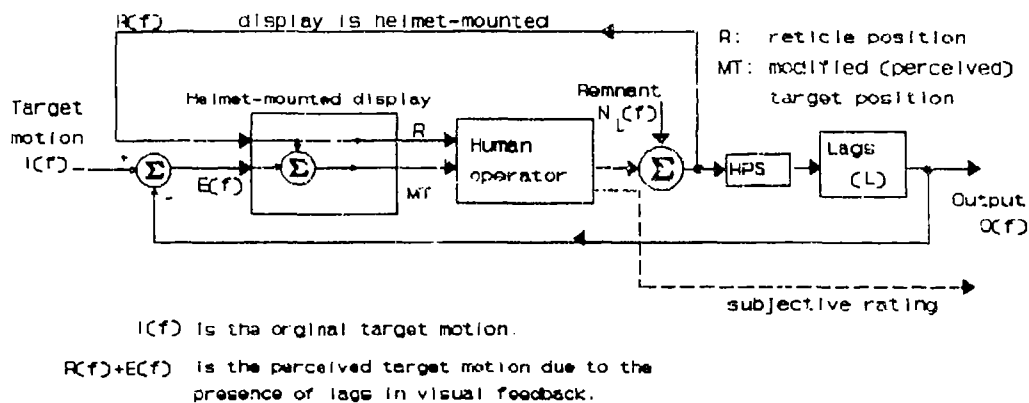 R(f) display is helmet-mounted
R: reticle position
MT: modified (perceived)
target position
Target
motion
I(f)
Helmet-mounted display
Remnant
N_L(f)
+
Σ
-
E(f)
Σ
R
MT
Human
operator
Σ
HPS
Lags
(L)
Output
O(f)
subjective rating
I(f) is the orginal target motion.
R(f)+E(f) is the perceived target motion due to the
presence of lags in visual feedback.